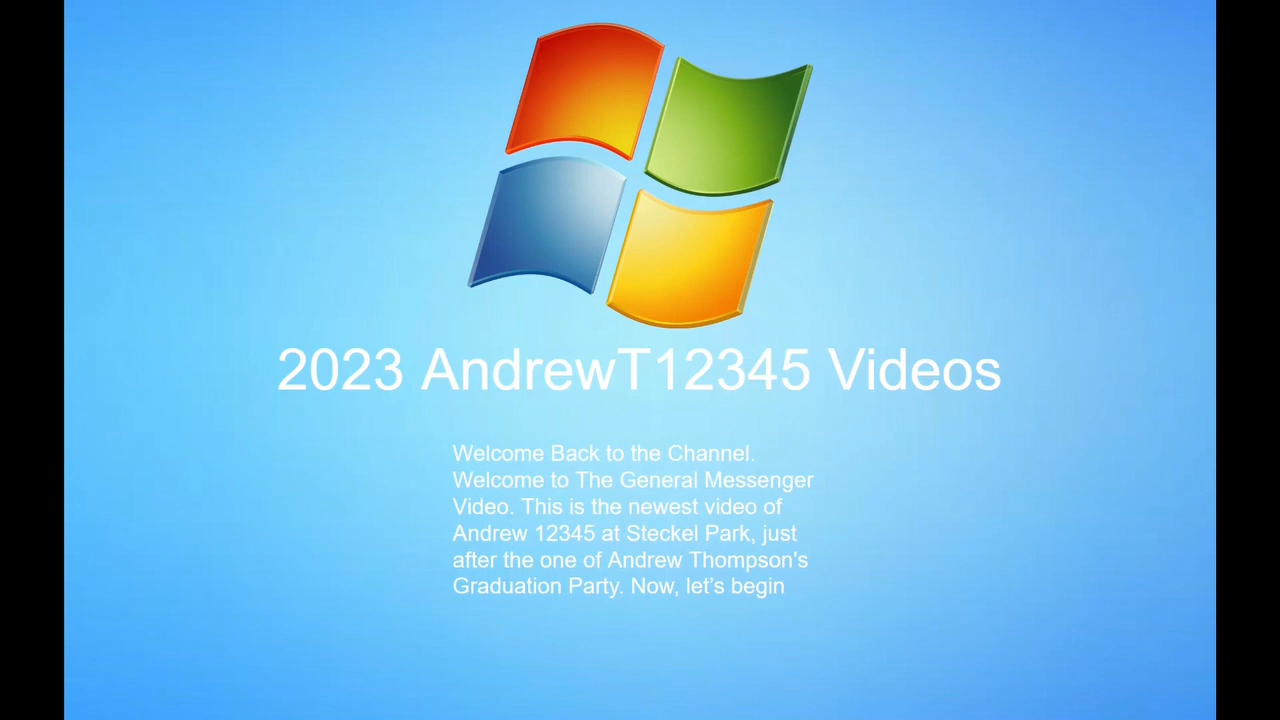 2023 AndrewT12345 Videos
Welcome Back to the Channel.
Welcome to The General Messenger
Video. This is the newest video of
Andrew 12345 at Steckel Park, just
after the one of Andrew Thompson's
Graduation Party. Now, let’s begin